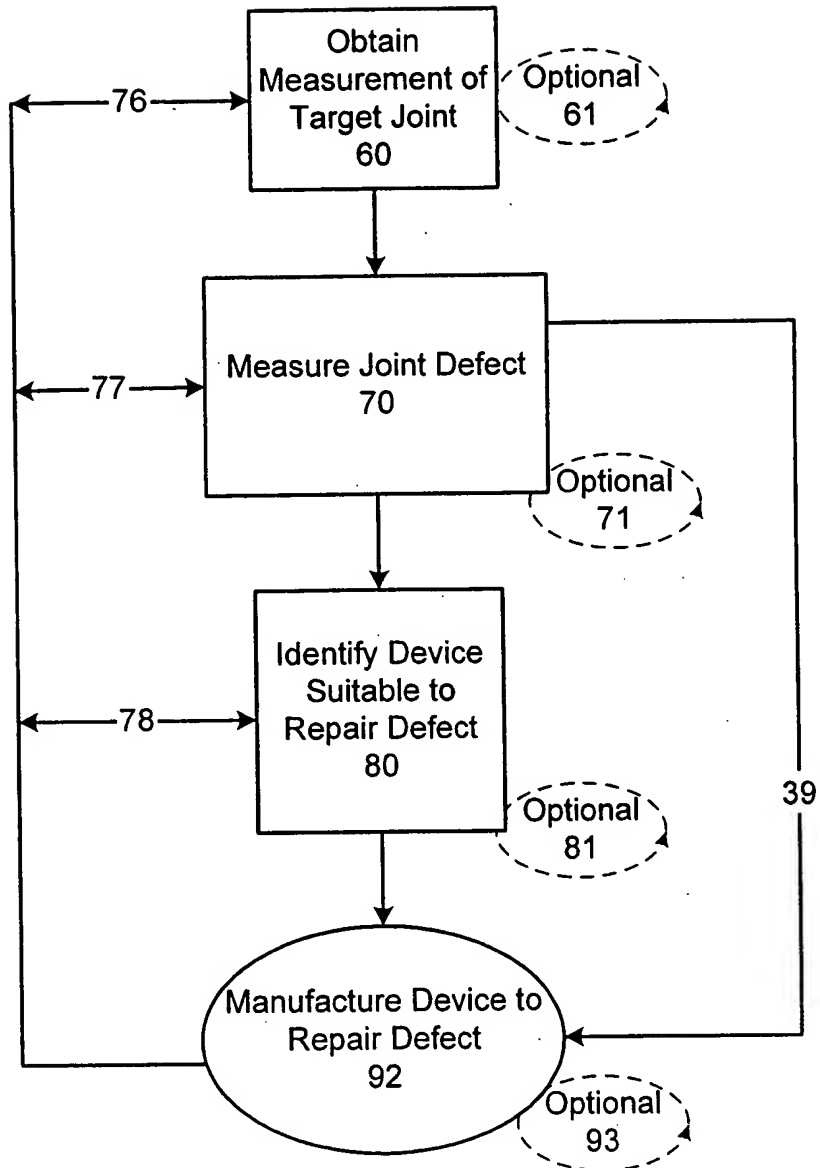 Obtain
Measurement of
Target Joint
60
Optional
61
76
Measure Joint Defect
70
77
Optional
71
Identify Device
Suitable to
Repair Defect
80
78
39
Optional
81
Manufacture Device to
Repair Defect
92
Optional
93